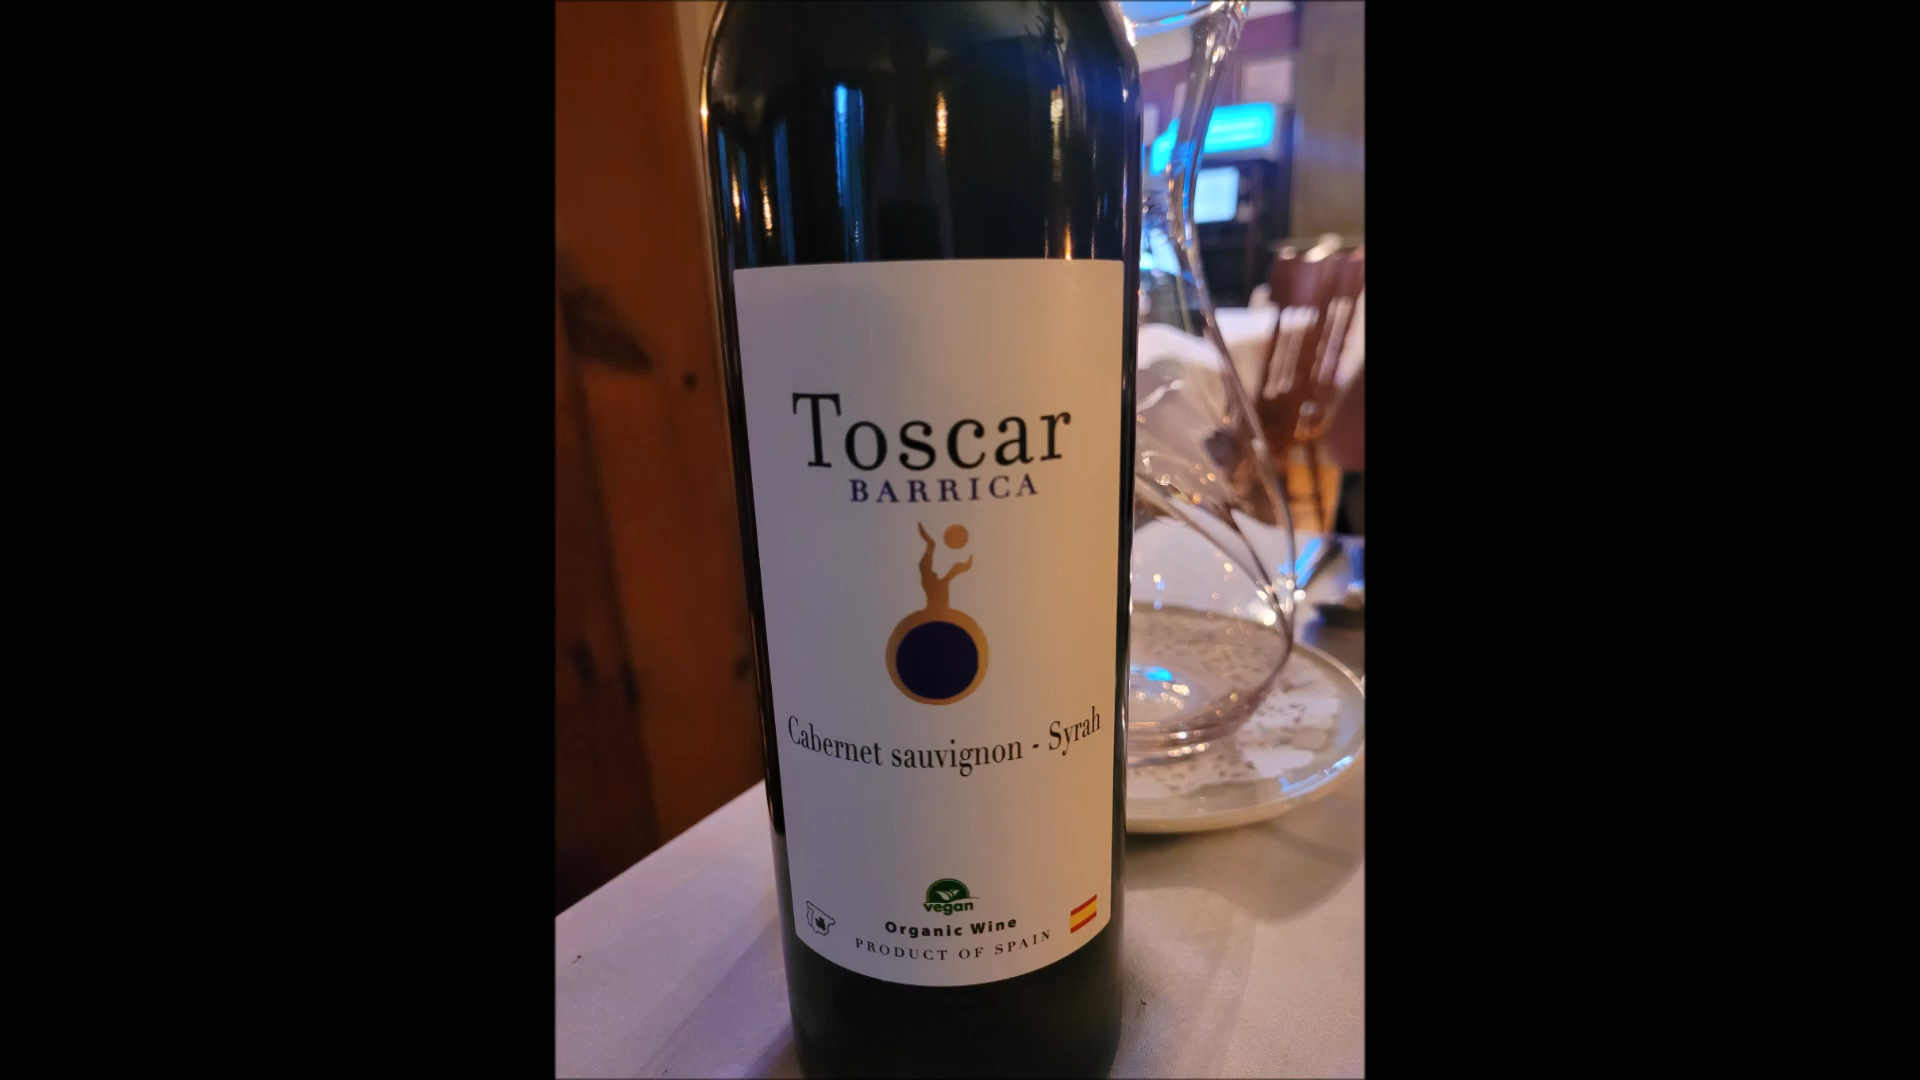 Toscar
BARRICA
Cabernet sauvignon - Syrah
vegan
Organic Wine
PRODUCT OF SPAIN